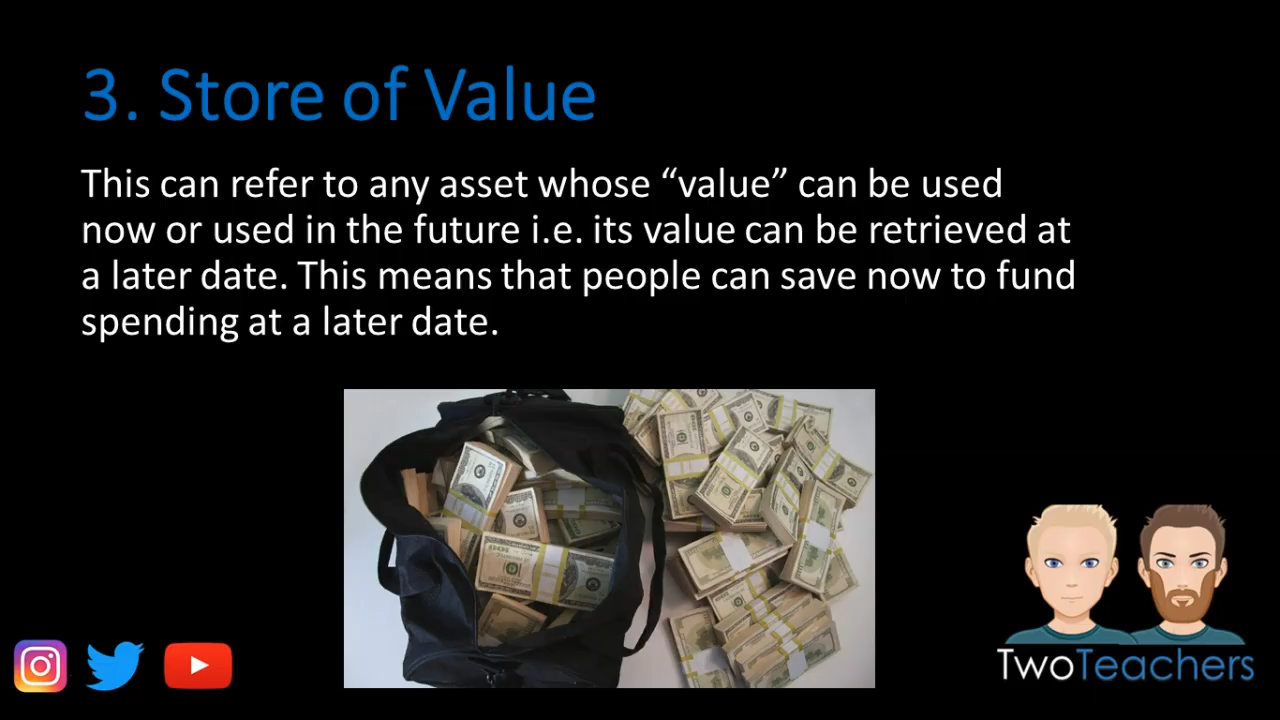 3. Store of Value
This can refer to any asset whose “value” can be used
now or used in the future i.e. its value can be retrieved at
a later date. This means that people can save now to fund
spending at a later date.
TwoTeachers